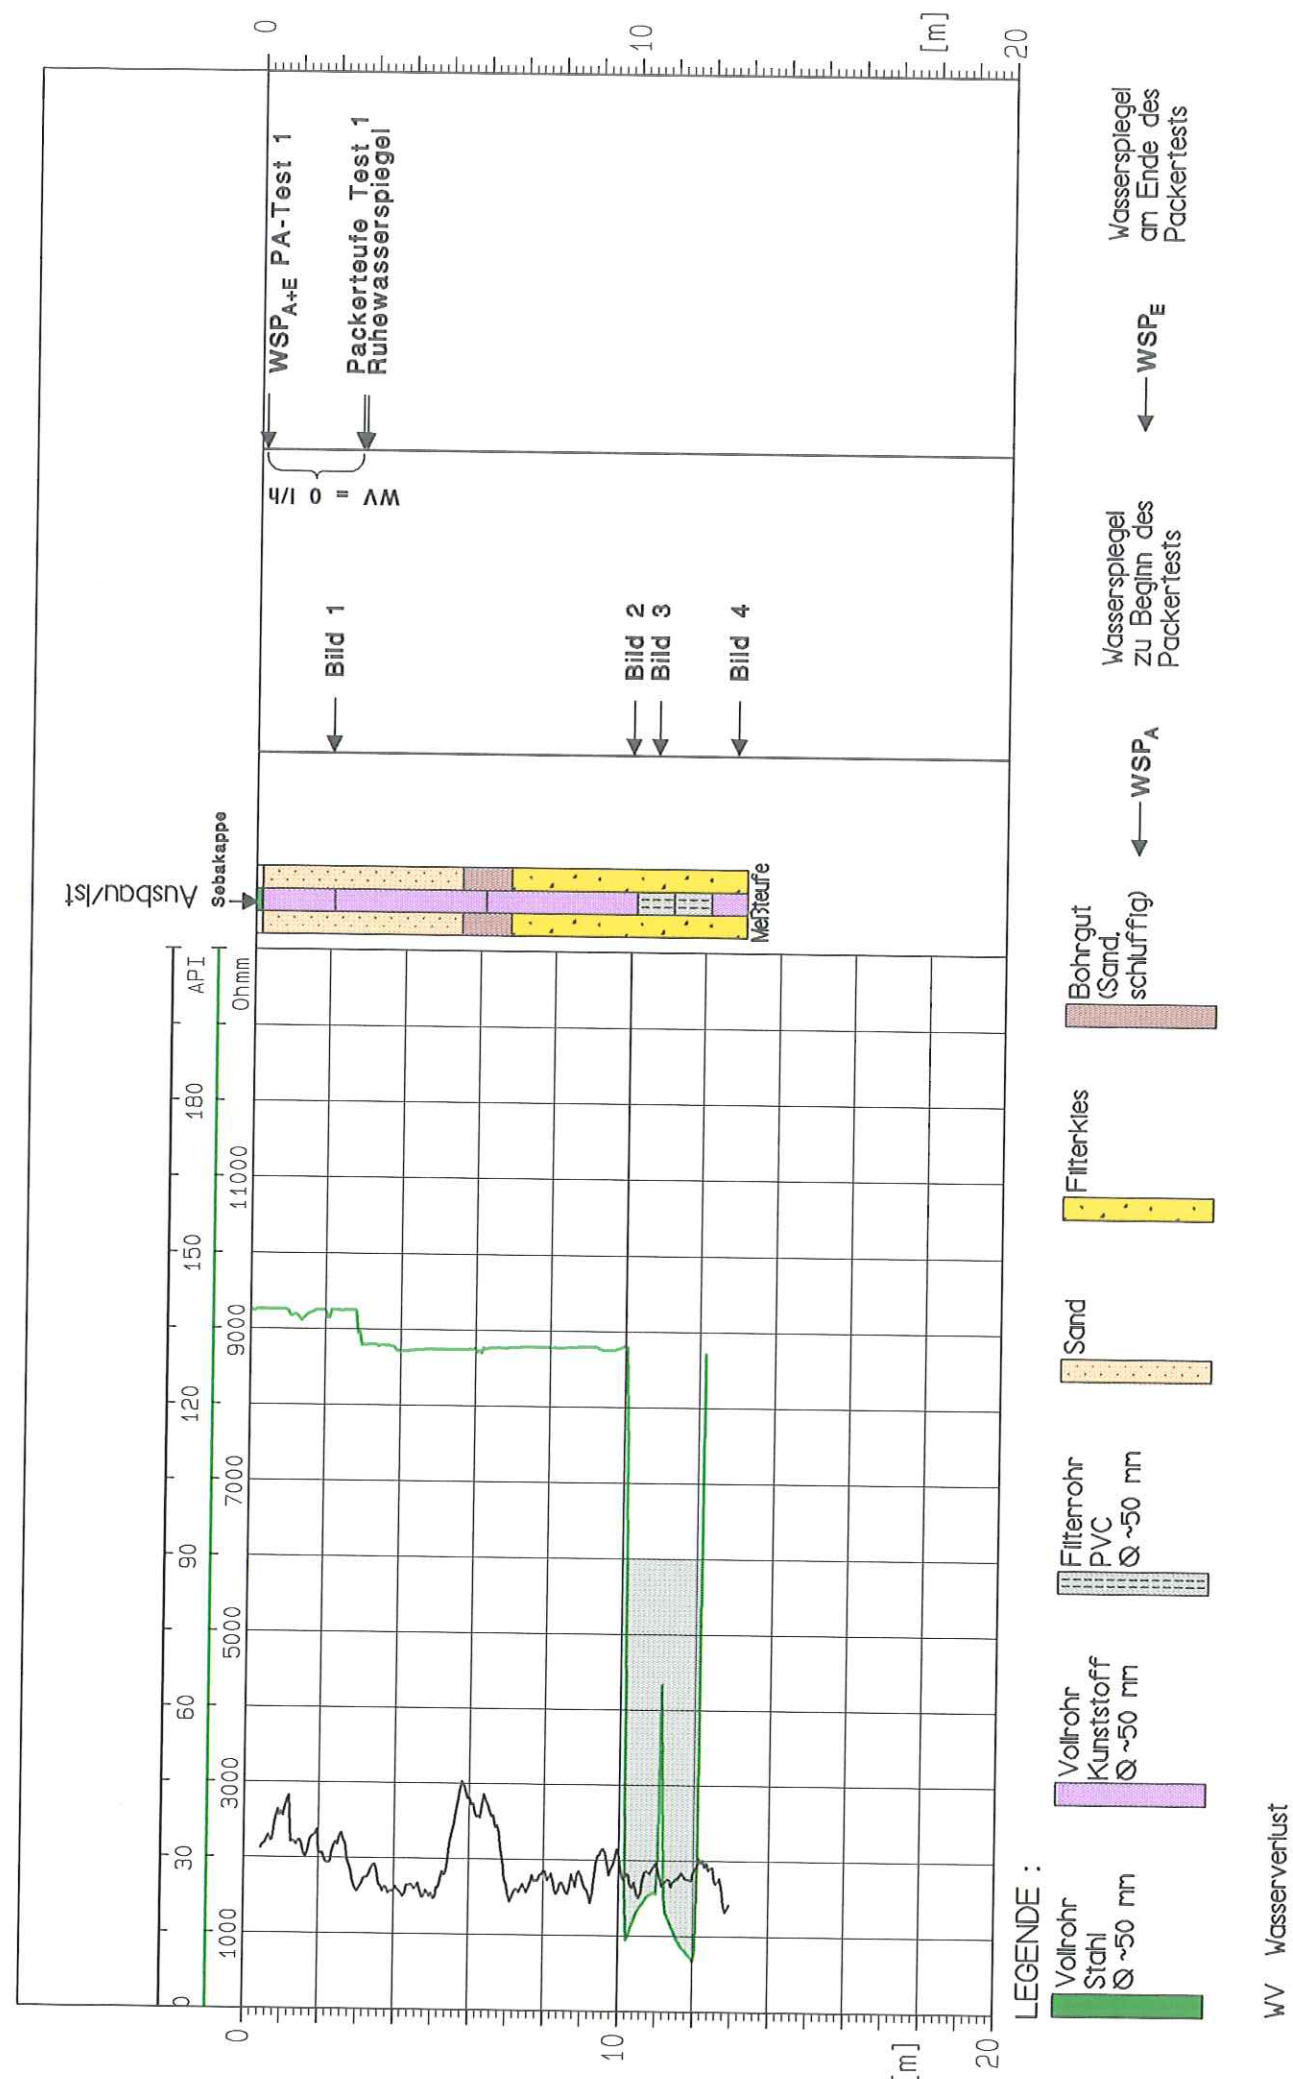 0
10
[m]
20
WSPA+E PA-Test 1
Packerteufe Test 1
Ruhewasserspiegel
WV = 0 l/h
Bild 1
Bild 2
Bild 3
Bild 4
Ausbau/Ist
Sebakappe
Meßteufe
API
0
30
60
90
120
150
180
Ohmm
1000
3000
5000
7000
9000
11000
0
10
[m]
20
LEGENDE :
Vollrohr
Stahl
Ø ~50 mm
Vollrohr
Kunststoff
Ø ~50 mm
Filterrohr
PVC
Ø ~50 mm
Sand
Filterkies
Bohrgut
(Sand,
schluffig)
WSPA
Wasserspiegel
zu Beginn des
Packertests
WSPE
Wasserspiegel
am Ende des
Packertests
WV Wasserverlust